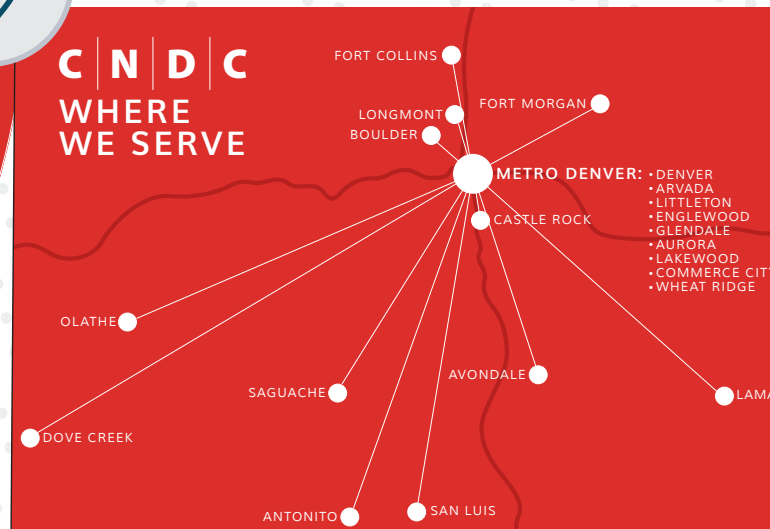 C N D C
WHERE
WE SERVE
FORT COLLINS
LONGMONT
FORT MORGAN
BOULDER
METRO DENVER:
• DENVER
• ARVADA
• LITTLETON
• ENGLEWOOD
• GLENDALE
• AURORA
• LAKEWOOD
• COMMERCE
• WHEAT RIDGE
CASTLE ROCK
OLATHE
AVONDALE
SAGUACHE
DOVE CREEK
ANTONITO
SAN LUIS